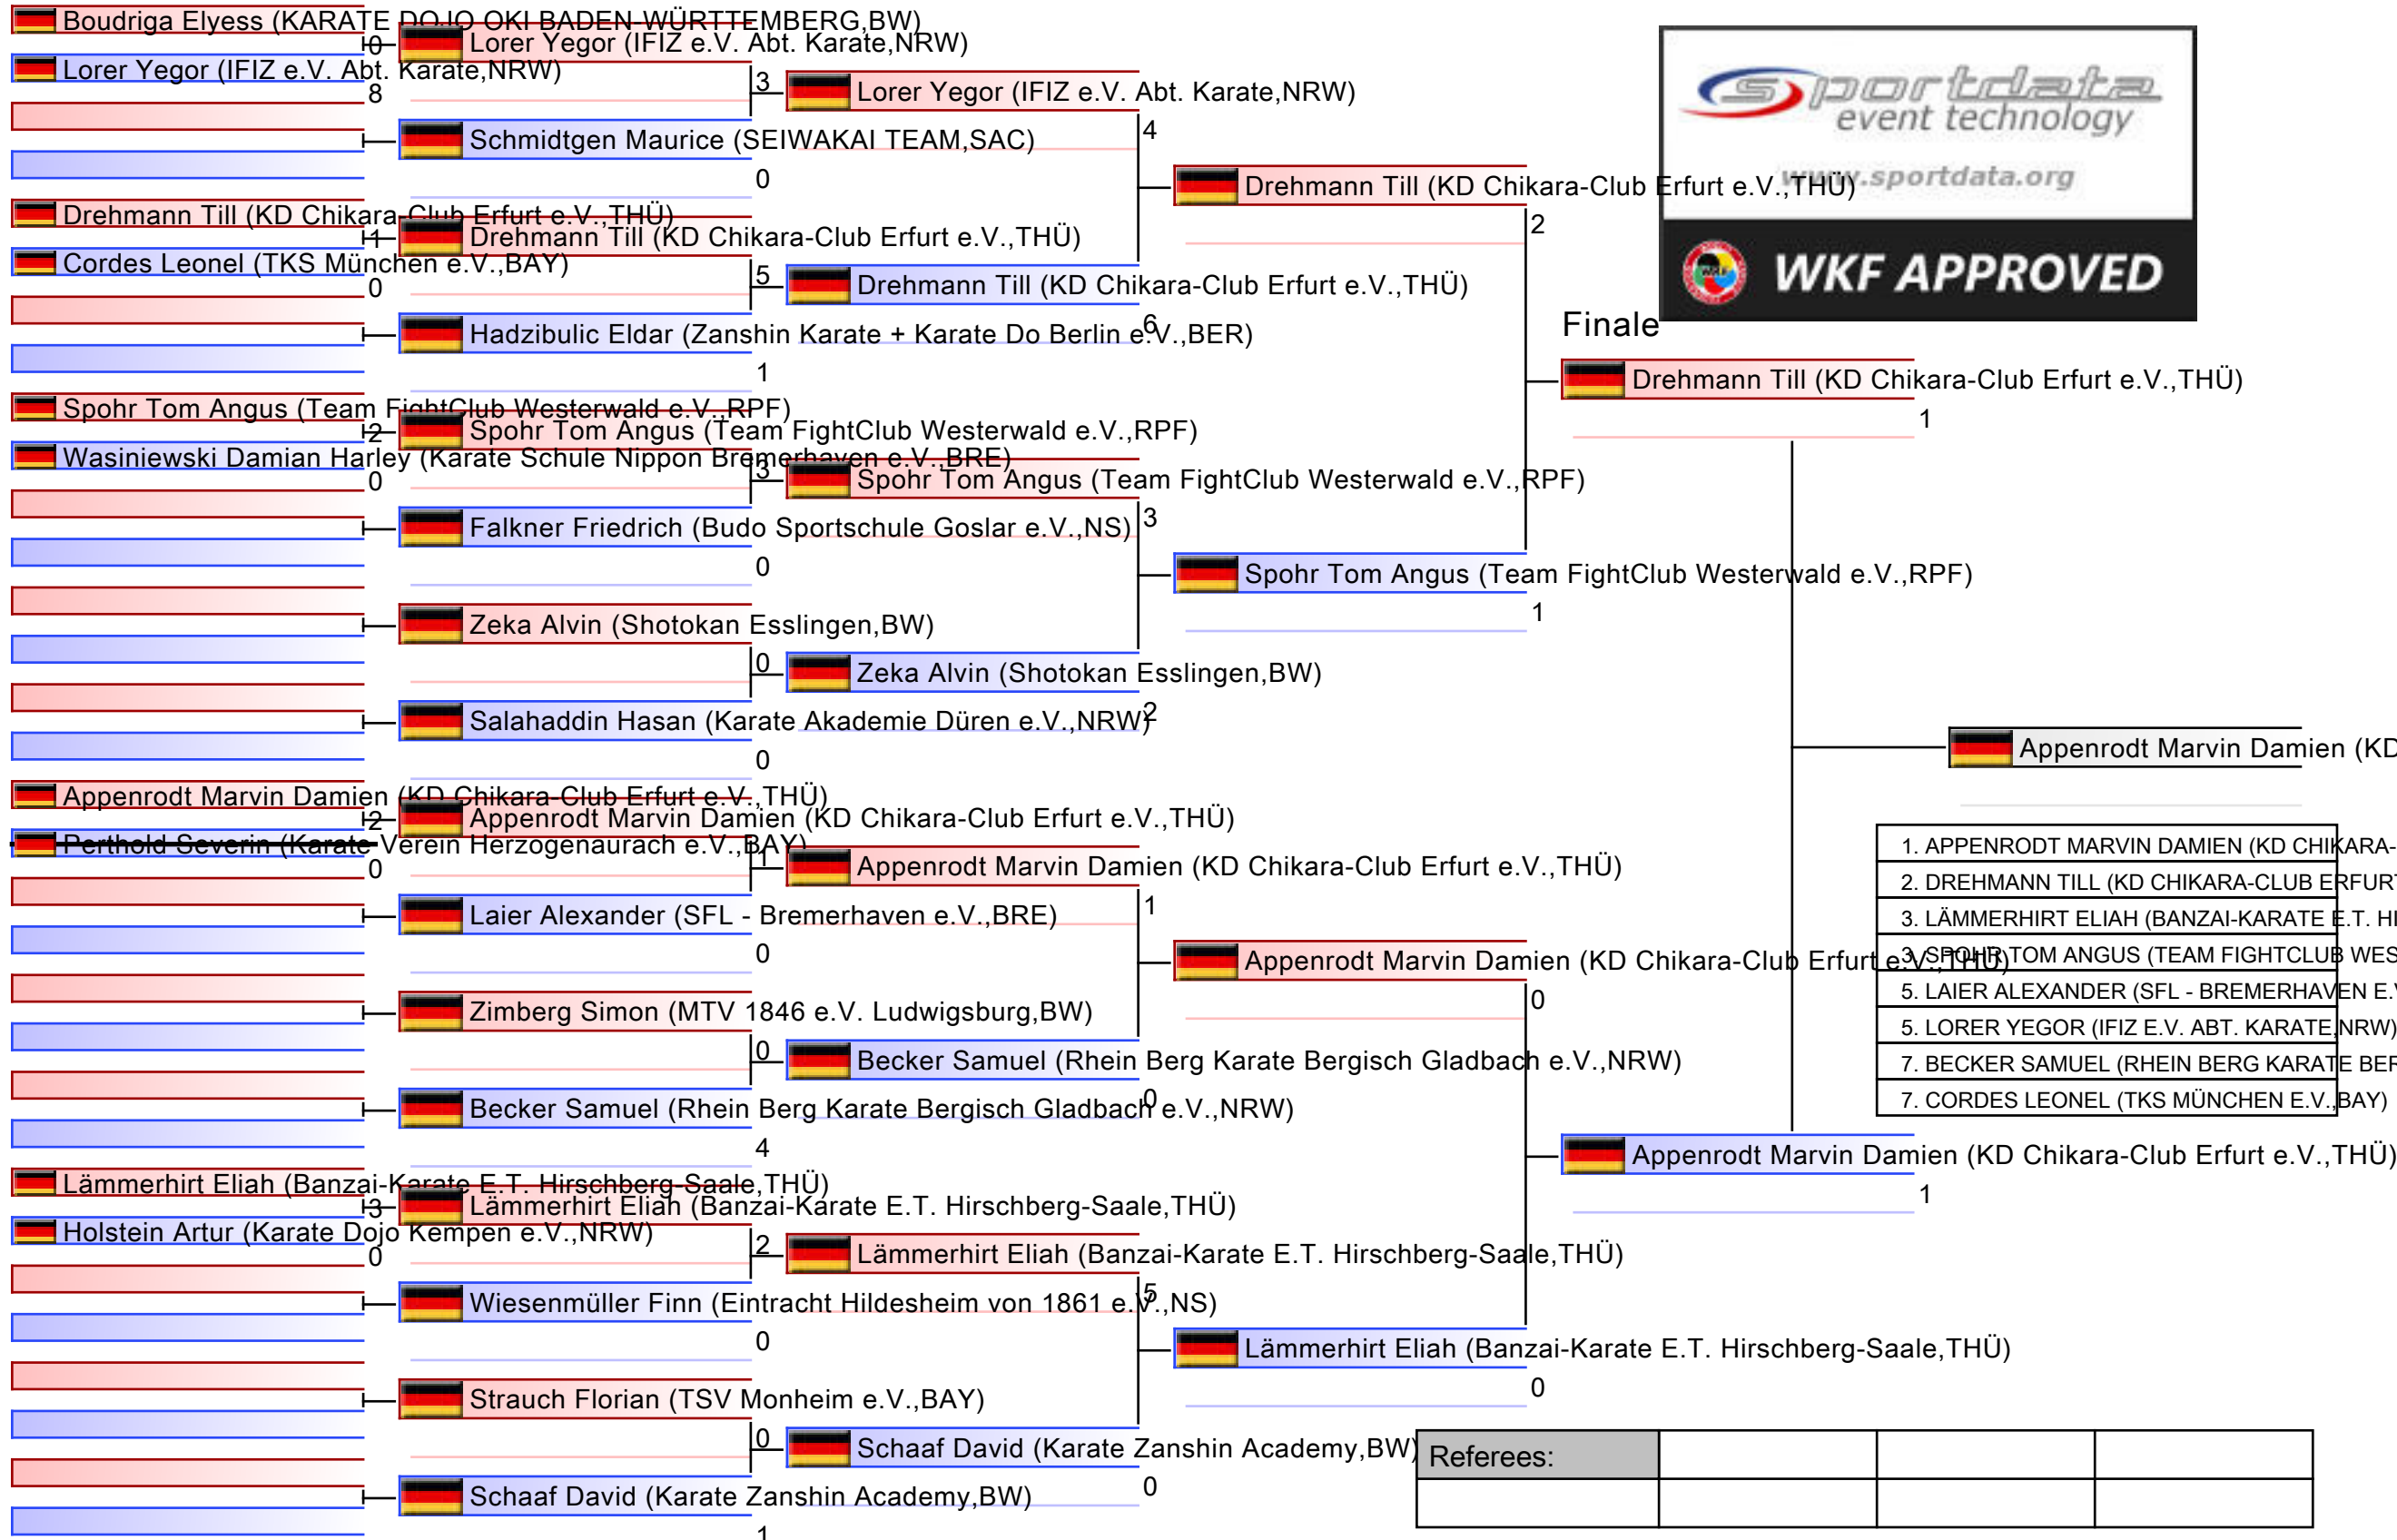 Boudriga Elyess (KARATE DOJO OKI BADEN-WÜRTTEMBERG,BW)
0
Lorer Yegor (IFIZ e.V. Abt. Karate,NRW)
8
Drehmann Till (KD Chikara-Club Erfurt e.V.,THÜ)
1
Cordes Leonel (TKS München e.V.,BAY)
0
Spohr Tom Angus (Team FightClub Westerwald e.V.,RPF)
2
Wasiniewski Damian Harley (Karate Schule Nippon Bremerhaven e.V.,BRE)
0
Appenrodt Marvin Damien (KD Chikara-Club Erfurt e.V.,THÜ)
2
Perthold Severin (Karate Verein Herzogenaurach e.V.,BAY)
0
Lämmerhirt Eliah (Banzai-Karate E.T. Hirschberg-Saale,THÜ)
3
Holstein Artur (Karate Dojo Kempen e.V.,NRW)
0
Lorer Yegor (IFIZ e.V. Abt. Karate,NRW)
3
Schmidtgen Maurice (SEIWAKAI TEAM,SAC)
0
Drehmann Till (KD Chikara-Club Erfurt e.V.,THÜ)
5
Hadzibulic Eldar (Zanshin Karate + Karate Do Berlin e.V.,BER)
1
Spohr Tom Angus (Team FightClub Westerwald e.V.,RPF)
3
Falkner Friedrich (Budo Sportschule Goslar e.V.,NS)
0
Zeka Alvin (Shotokan Esslingen,BW)
0
Salahaddin Hasan (Karate Akademie Düren e.V.,NRW)
0
Appenrodt Marvin Damien (KD Chikara-Club Erfurt e.V.,THÜ)
1
Laier Alexander (SFL - Bremerhaven e.V.,BRE)
0
Zimberg Simon (MTV 1846 e.V. Ludwigsburg,BW)
0
Becker Samuel (Rhein Berg Karate Bergisch Gladbach e.V.,NRW)
4
Lämmerhirt Eliah (Banzai-Karate E.T. Hirschberg-Saale,THÜ)
2
Wiesenmüller Finn (Eintracht Hildesheim von 1861 e.V.,NS)
0
Strauch Florian (TSV Monheim e.V.,BAY)
0
Schaaf David (Karate Zanshin Academy,BW)
1
Lorer Yegor (IFIZ e.V. Abt. Karate,NRW)
4
Drehmann Till (KD Chikara-Club Erfurt e.V.,THÜ)
6
Spohr Tom Angus (Team FightClub Westerwald e.V.,RPF)
3
Zeka Alvin (Shotokan Esslingen,BW)
2
Appenrodt Marvin Damien (KD Chikara-Club Erfurt e.V.,THÜ)
1
Becker Samuel (Rhein Berg Karate Bergisch Gladbach e.V.,NRW)
0
Lämmerhirt Eliah (Banzai-Karate E.T. Hirschberg-Saale,THÜ)
5
Schaaf David (Karate Zanshin Academy,BW)
0
Drehmann Till (KD Chikara-Club Erfurt e.V.,THÜ)
2
Spohr Tom Angus (Team FightClub Westerwald e.V.,RPF)
1
Appenrodt Marvin Damien (KD Chikara-Club Erfurt e.V.,THÜ)
0
Lämmerhirt Eliah (Banzai-Karate E.T. Hirschberg-Saale,THÜ)
0
sportdata
event technology
www.sportdata.org
WKF APPROVED
Finale
Drehmann Till (KD Chikara-Club Erfurt e.V.,THÜ)
1
Appenrodt Marvin Damien (KD Chikara-Club Erfurt e.V.,THÜ)
1
Appenrodt Marvin Damien (KD
1. APPENRODT MARVIN DAMIEN (KD CHIKARA-
2. DREHMANN TILL (KD CHIKARA-CLUB ERFURT
3. LÄMMERHIRT ELIAH (BANZAI-KARATE E.T. HI
3. SPOHR TOM ANGUS (TEAM FIGHTCLUB WES
5. LAIER ALEXANDER (SFL - BREMERHAVEN E.V
5. LORER YEGOR (IFIZ E.V. ABT. KARATE,NRW)
7. BECKER SAMUEL (RHEIN BERG KARATE BER
7. CORDES LEONEL (TKS MÜNCHEN E.V.,BAY)
Referees: